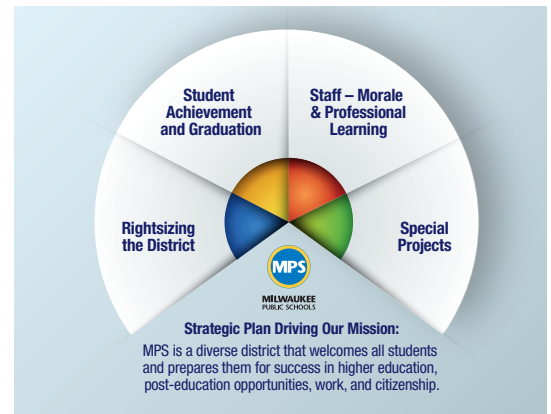 Student
Achievement
and Graduation
Staff – Morale
& Professional
Learning
Rightsizing
the District
Special
Projects
MPS
MILWAUKEE
PUBLIC SCHOOLS
Strategic Plan Driving Our Mission:
MPS is a diverse district that welcomes all students
and prepares them for success in higher education,
post-education opportunities, work, and citizenship.